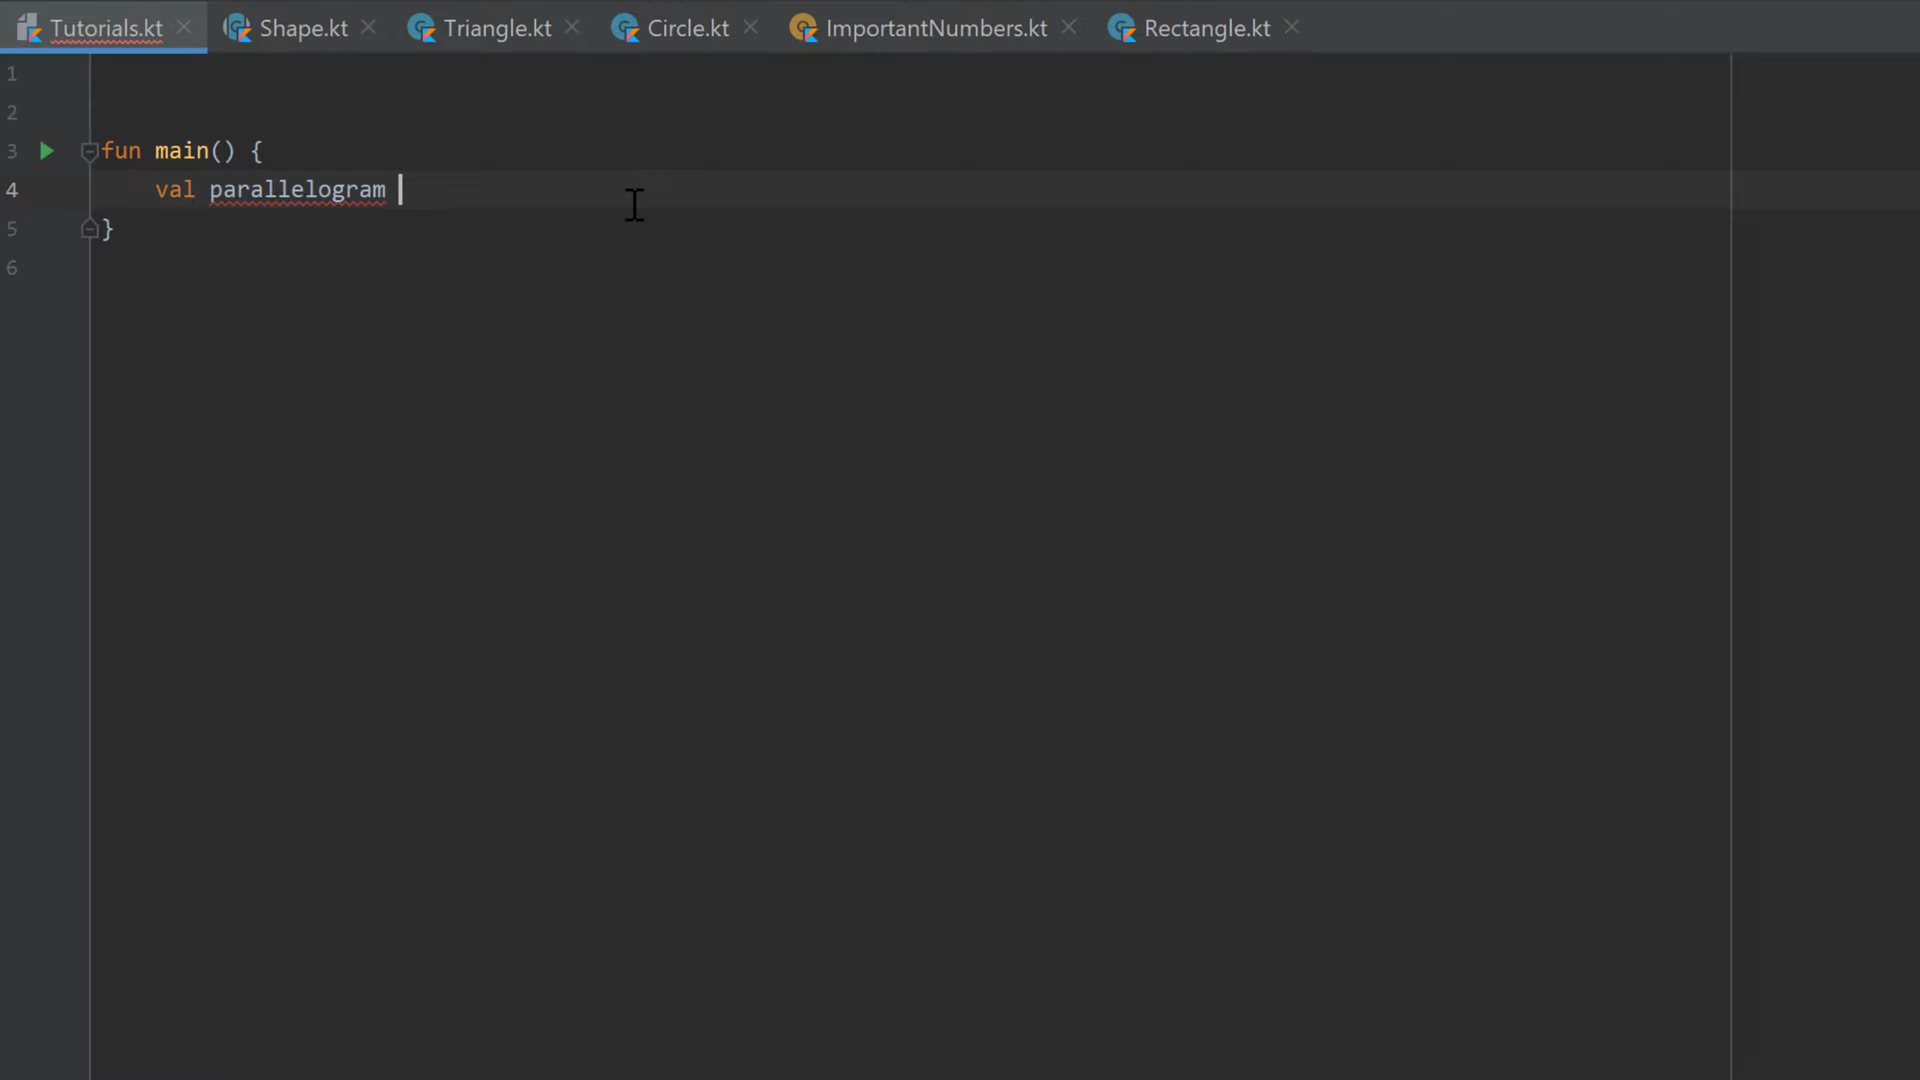 Tutorials.kt Shape.kt Triangle.kt Circle.kt ImportantNumbers.kt Rectangle.kt
1
2
3 fun main() {
4 val parallelogram
5 }
6